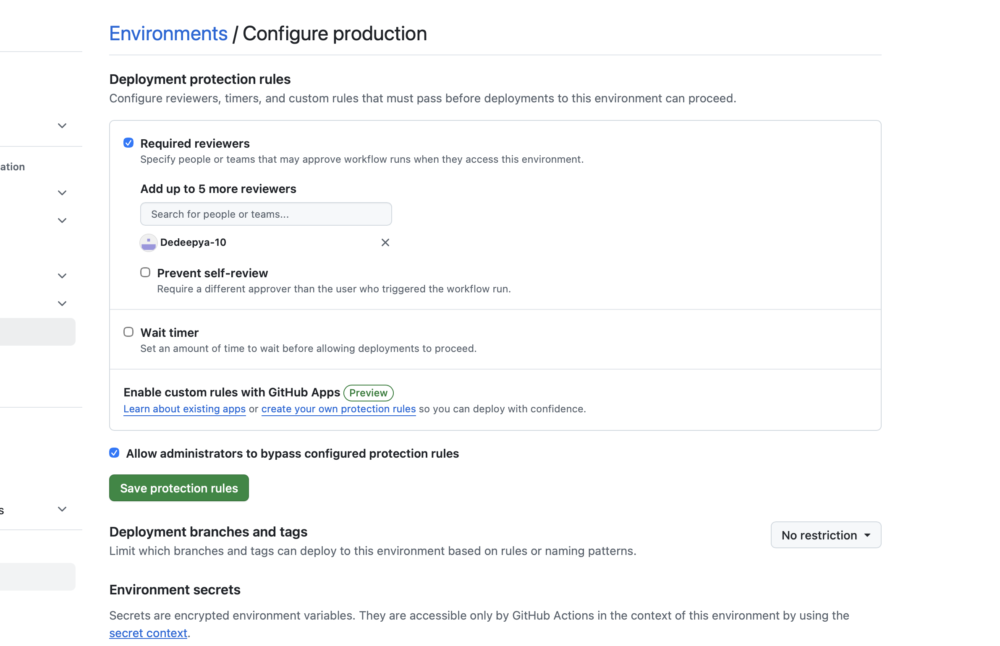 Environments / Configure production
Deployment protection rules
Configure reviewers, timers, and custom rules that must pass before deployments to this environment can proceed.
Required reviewers
Specify people or teams that may approve workflow runs when they access this environment.
ation
Add up to 5 more reviewers
Search for people or teams...
Dedeepya-10
Prevent self-review
Require a different approver than the user who triggered the workflow run.
Wait timer
Set an amount of time to wait before allowing deployments to proceed.
Enable custom rules with GitHub Apps Preview
Learn about existing apps or create your own protection rules so you can deploy with confidence.
Allow administrators to bypass configured protection rules
Save protection rules
s
Deployment branches and tags
No restriction
Limit which branches and tags can deploy to this environment based on rules or naming patterns.
Environment secrets
Secrets are encrypted environment variables. They are accessible only by GitHub Actions in the context of this environment by using the
secret context.